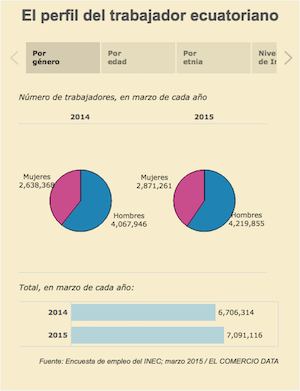 El perfil del trabajador ecuatoriano
Por género
Por edad
Por etnia
Nive
de In
Número de trabajadores, en marzo de cada año
2014
2015
Mujeres
2,638,368
Hombres
4,067,946
Mujeres
2,871,261
Hombres
4,219,855
Total, en marzo de cada año:
2014 6,706,314
2015 7,091,116
Fuente: Encuesta de empleo del INEC; marzo 2015 / EL COMERCIO DATA